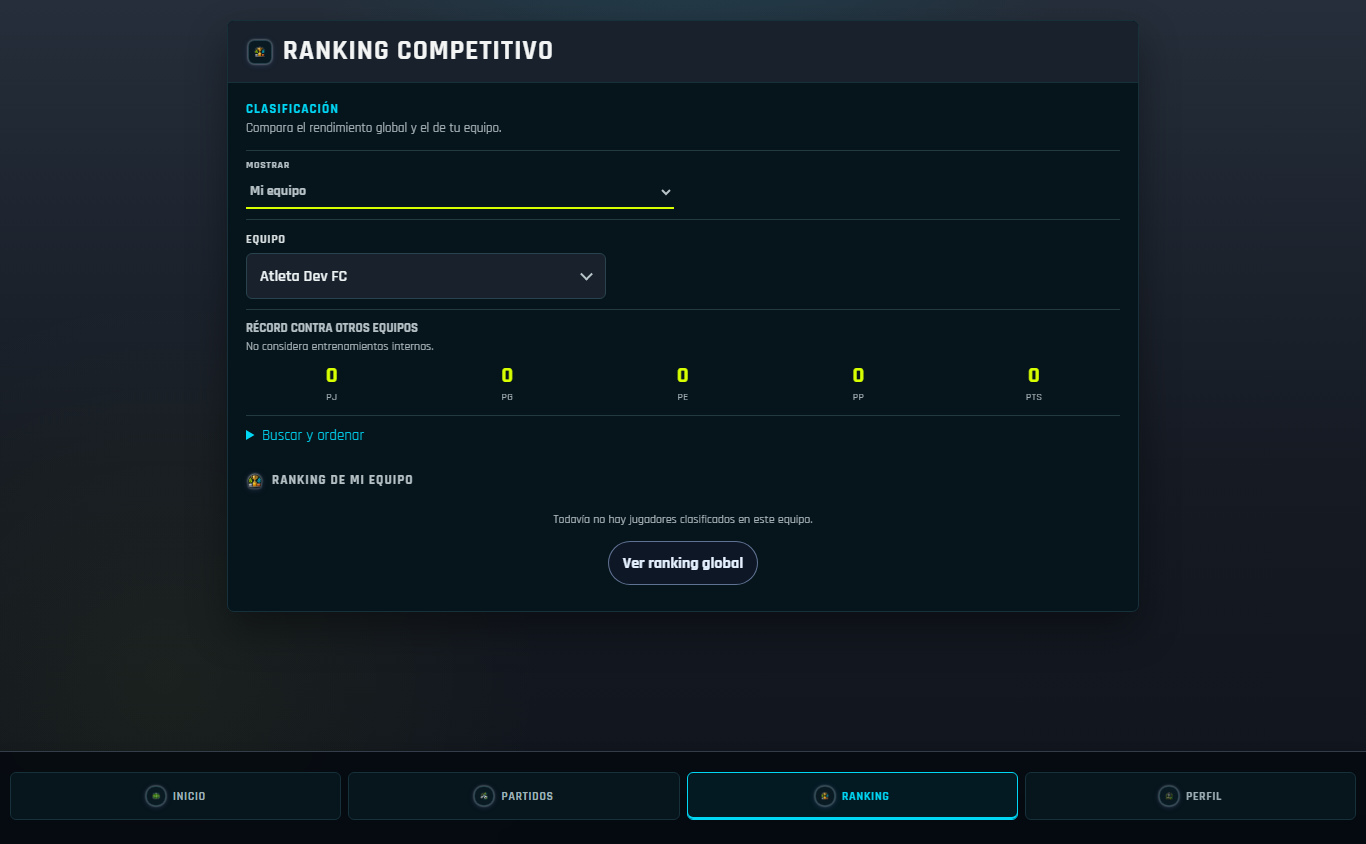 RANKING COMPETITIVO
CLASIFICACIÓN
Compara el rendimiento global y el de tu equipo.
MOSTRAR
Mi equipo
EQUIPO
Atleta Dev FC
RÉCORD CONTRA OTROS EQUIPOS
No considera entrenamientos internos.
0 0 0 0 0
PJ PG PE PP PTS
Buscar y ordenar
RANKING DE MI EQUIPO
Todavía no hay jugadores clasificados en este equipo.
Ver ranking global
INICIO PARTIDOS RANKING PERFIL